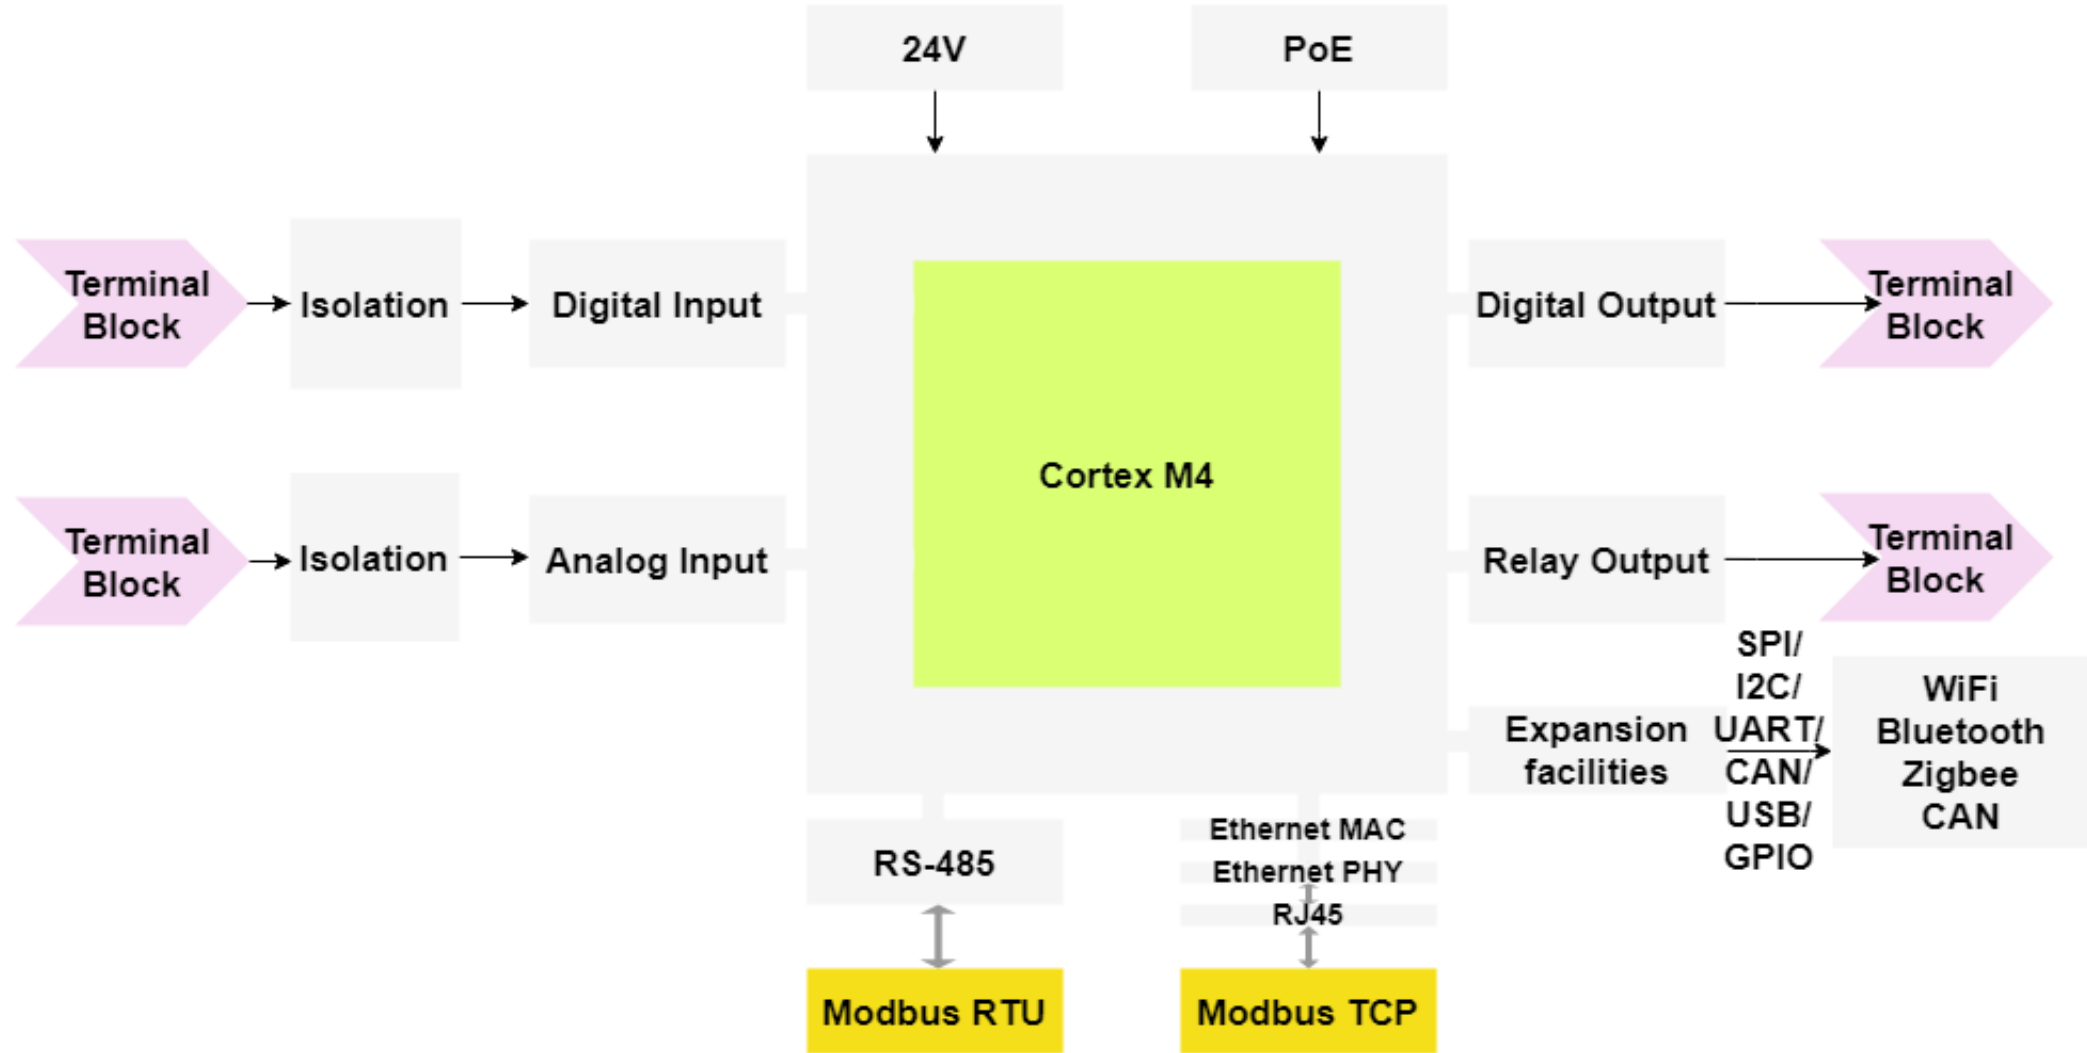 24V
PoE
Terminal
Block
Isolation
Digital Input
Digital Output
Terminal
Block
Cortex M4
Terminal
Block
Isolation
Analog Input
Relay Output
Terminal
Block
Expansion
facilities
SPI/
I2C/
UART/
CAN/
USB/
GPIO
WiFi
Bluetooth
Zigbee
CAN
RS-485
Ethernet MAC
Ethernet PHY
RJ45
Modbus RTU
Modbus TCP